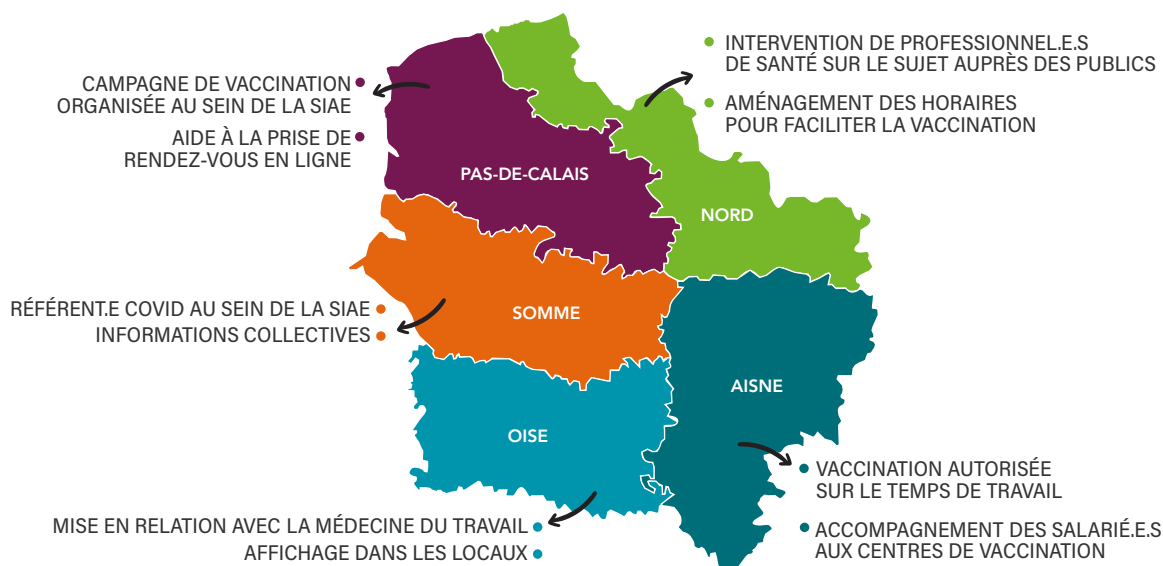 CAMPAGNE DE VACCINATION
ORGANISÉE AU SEIN DE LA SIAE
AIDE À LA PRISE DE
RENDEZ-VOUS EN LIGNE
INTERVENTION DE PROFESSIONNEL.E.S
DE SANTÉ SUR LE SUJET AUPRÈS DES PUBLICS
AMÉNAGEMENT DES HORAIRES
POUR FACILITER LA VACCINATION
PAS-DE-CALAIS
NORD
RÉFÉRENT.E COVID AU SEIN DE LA SIAE
INFORMATIONS COLLECTIVES
SOMME
AISNE
OISE
VACCINATION AUTORISÉE
SUR LE TEMPS DE TRAVAIL
ACCOMPAGNEMENT DES SALARIÉ.E.S
AUX CENTRES DE VACCINATION
MISE EN RELATION AVEC LA MÉDECINE DU TRAVAIL
AFFICHAGE DANS LES LOCAUX